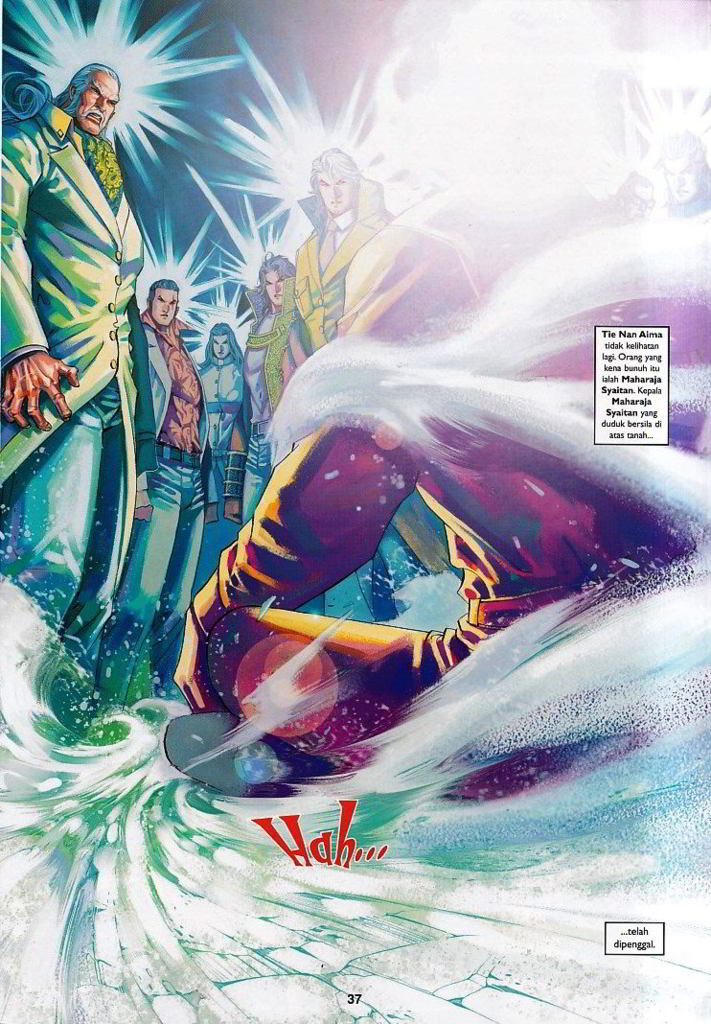 Tie Nan Aima
tidak kelihatan
lagi. Orang yang
kena bunuh itu
ialah Maharaja
Syaitan. Kepala
Maharaja
Syaitan yang
duduk bersila di
atas tanah...
Hah...
...telah
dipenggal.
37